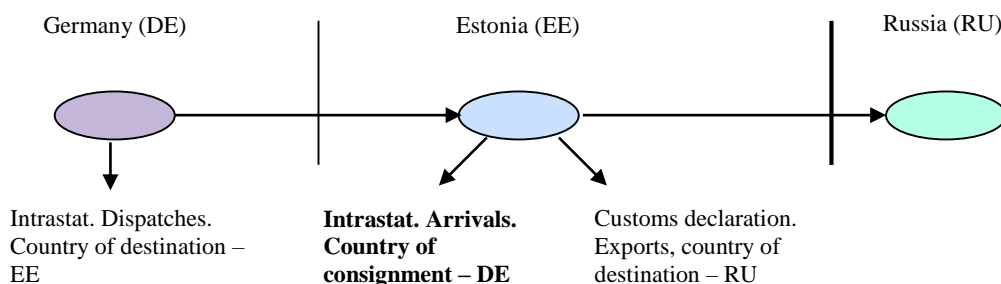 Germany (DE)
Estonia (EE)
Russia (RU)
Intrastat. Dispatches.
Country of destination –
EE
Intrastat. Arrivals.
Country of
consignment – DE
Customs declaration.
Exports, country of
destination – RU